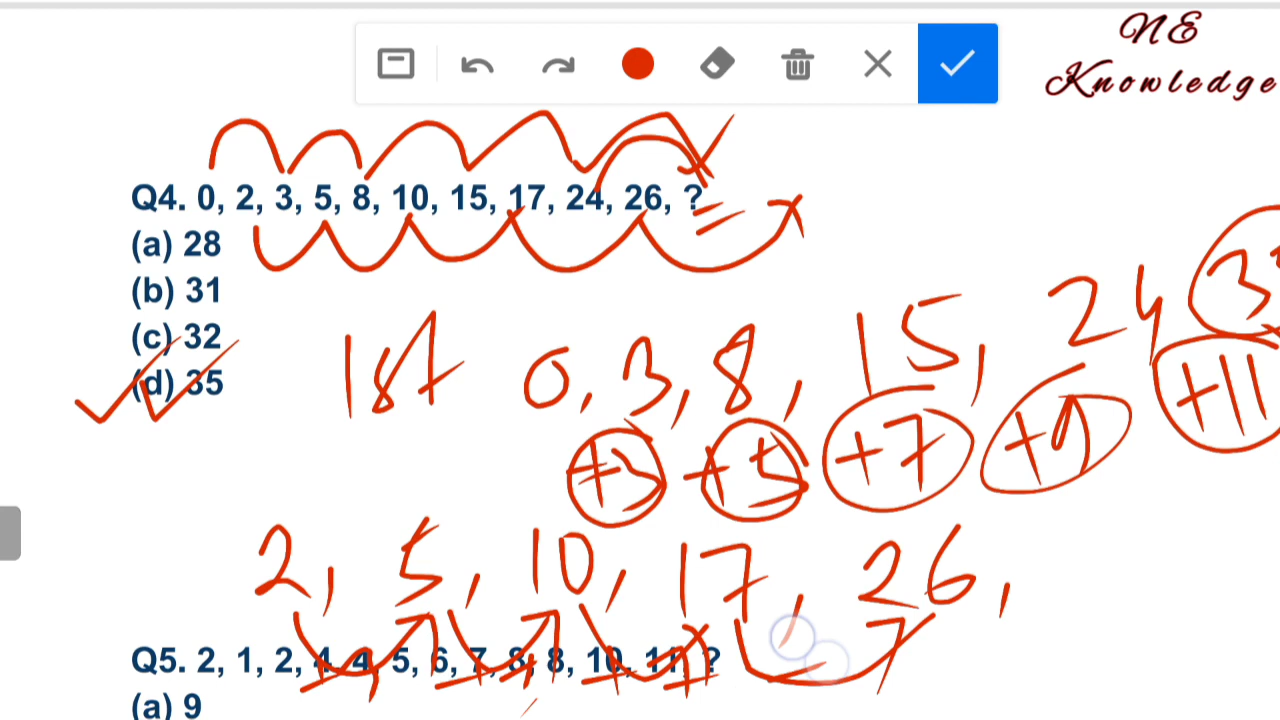 NE
Knowledge
Q4. 0, 2, 3, 5, 8, 10, 15, 17, 24, 26, ?
(a) 28
(b) 31
(c) 32
(d) 35
1st 0, 3, 8, 15, 24
+3 +5 +7 +9 +11
2, 5, 10, 17, 26,
Q5. 2, 1, 2, 4, 4, 5, 6, 7, 8, 8, 10, 11, ?
(a) 9